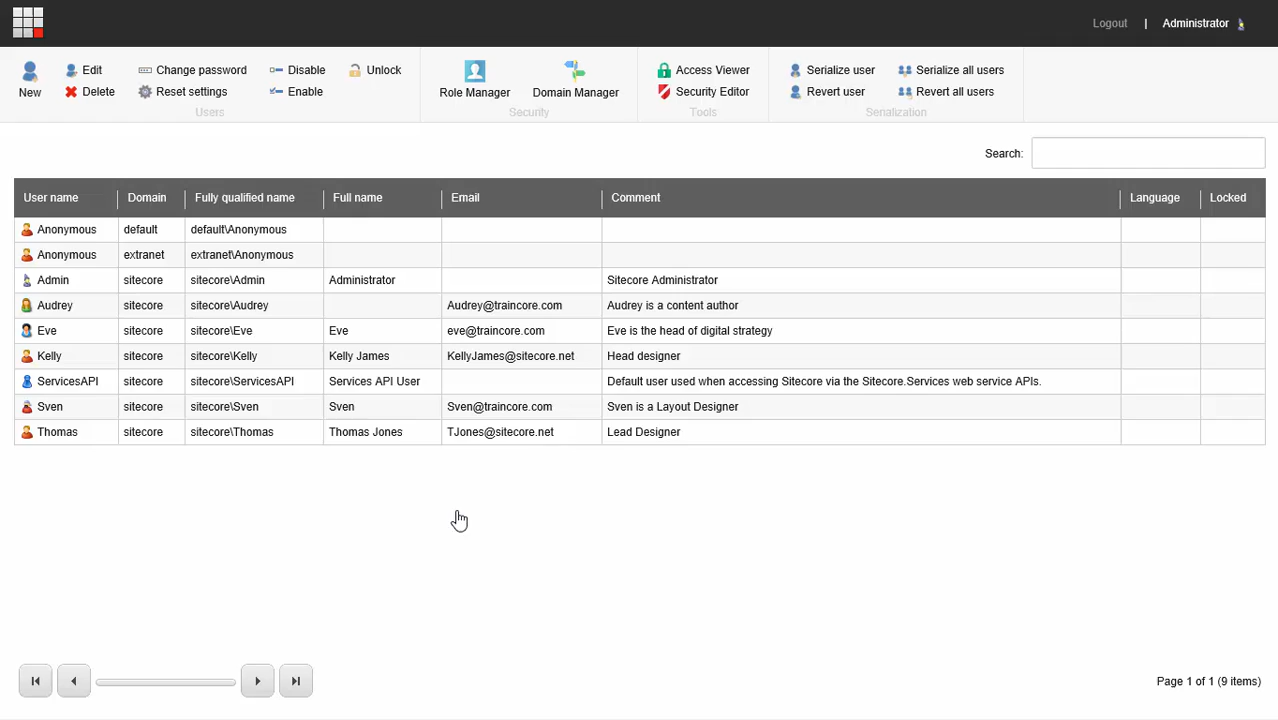 Logout | Administrator
New
Edit
Delete
Change password
Reset settings
Disable
Enable
Unlock
Users
Role Manager
Domain Manager
Security
Access Viewer
Security Editor
Tools
Serialize user
Revert user
Serialize all users
Revert all users
Serialization
Search:
User name Domain Fully qualified name Full name Email Comment Language Locked
Anonymous default default\Anonymous
Anonymous extranet extranet\Anonymous
Admin sitecore sitecore\Admin Administrator Sitecore Administrator
Audrey sitecore sitecore\Audrey Audrey@traincore.com Audrey is a content author
Eve sitecore sitecore\Eve Eve eve@traincore.com Eve is the head of digital strategy
Kelly sitecore sitecore\Kelly Kelly James KellyJames@sitecore.net Head designer
ServicesAPI sitecore sitecore\ServicesAPI Services API User Default user used when accessing Sitecore via the Sitecore.Services web service APIs.
Sven sitecore sitecore\Sven Sven Sven@traincore.com Sven is a Layout Designer
Thomas sitecore sitecore\Thomas Thomas Jones TJones@sitecore.net Lead Designer
Page 1 of 1 (9 items)